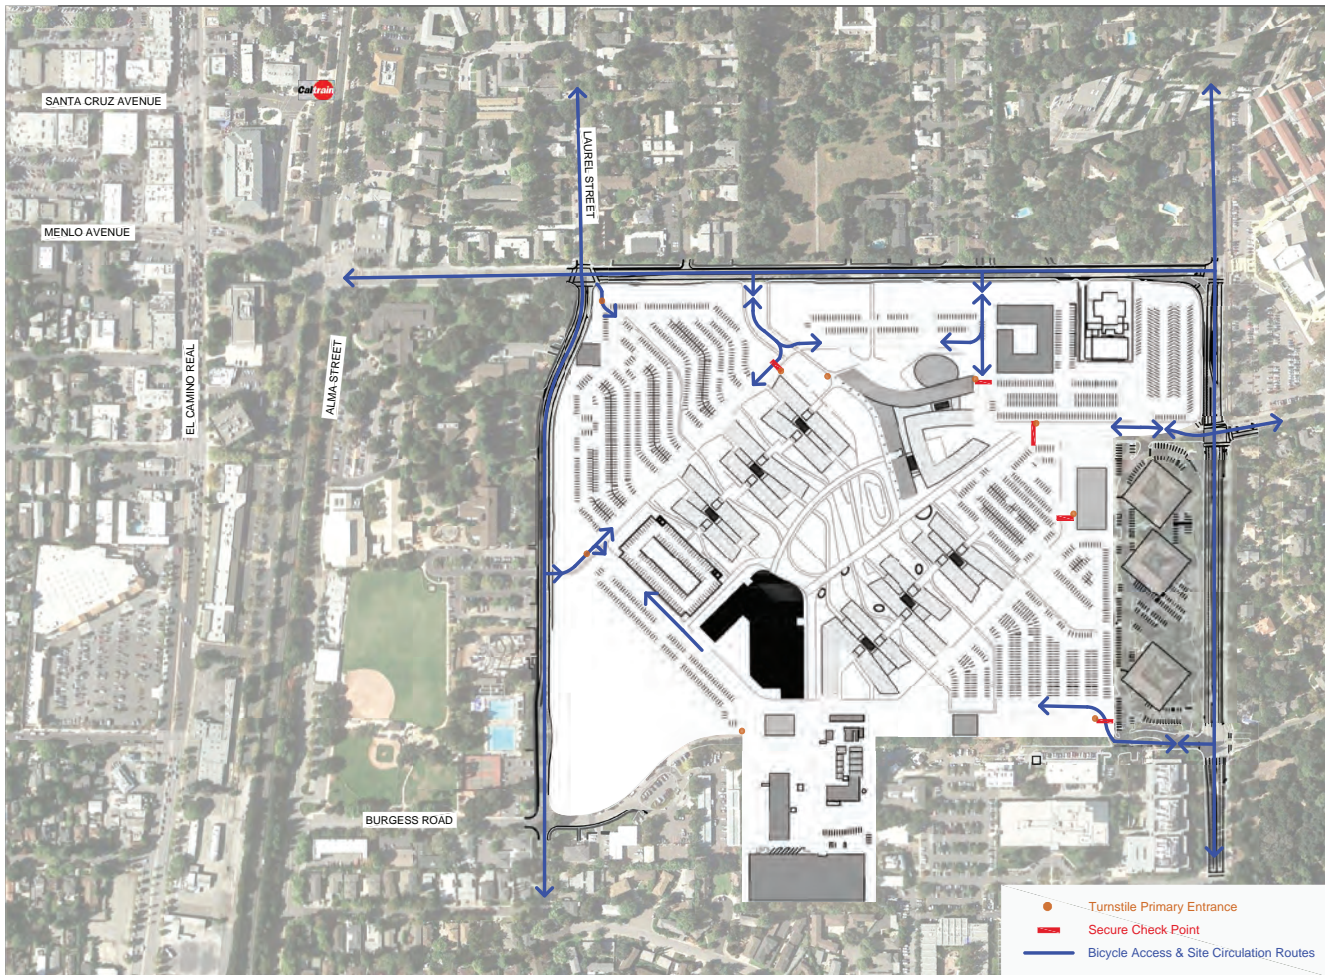 Caltrain
SANTA CRUZ AVENUE
LAUREL STREET
MENLO AVENUE
EL CAMINO REAL
ALMA STREET
BURGESS ROAD
Turnstile Primary Entrance
Secure Check Point
Bicycle Access & Site Circulation Routes